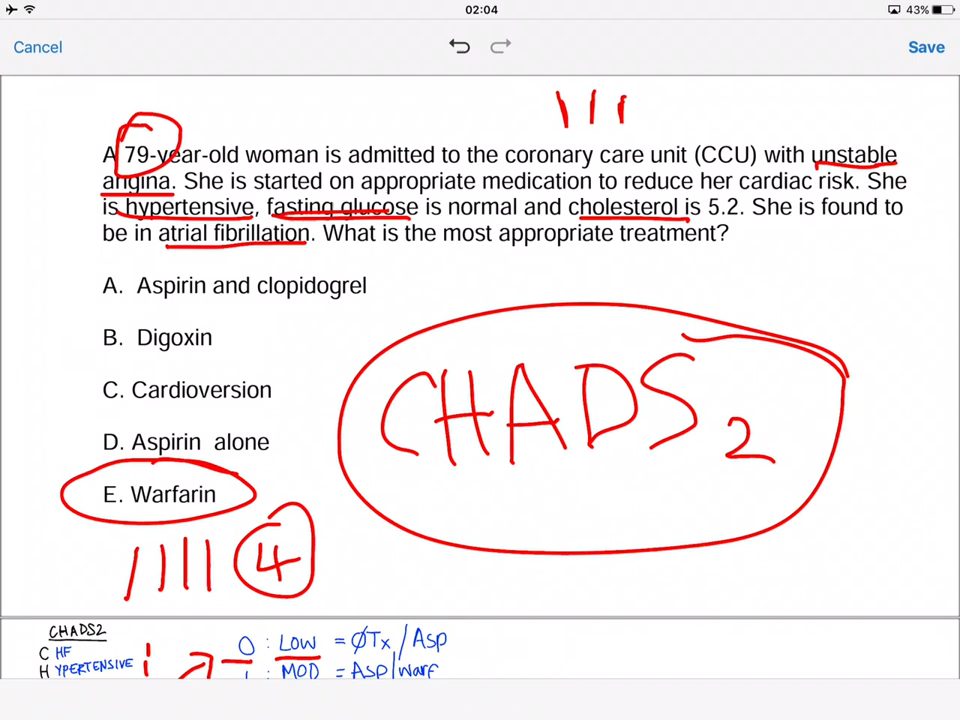 02:04
43%
Cancel
Save
A 79-year-old woman is admitted to the coronary care unit (CCU) with unstable
angina. She is started on appropriate medication to reduce her cardiac risk. She
is hypertensive, fasting glucose is normal and cholesterol is 5.2. She is found to
be in atrial fibrillation. What is the most appropriate treatment?
A. Aspirin and clopidogrel
B. Digoxin
C. Cardioversion
D. Aspirin alone
E. Warfarin
CHADS2
4
CHADS2
C HF
HYPERTENSIVE
0 : LOW = ØTx / Asp
1 : MOD = Asp/Warf